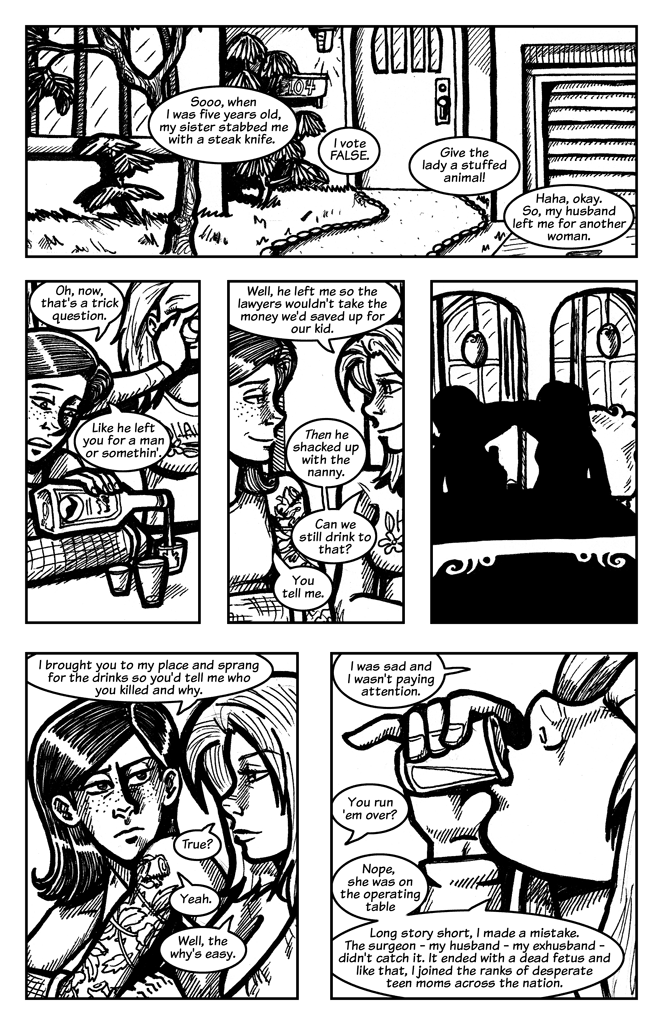 104
Sooo, when
I was five years old,
my sister stabbed me
with a steak knife.
I vote
FALSE.
Give the
lady a stuffed
animal!
Haha, okay.
So, my husband
left me for another
woman.
Oh, now,
that's a trick
question.
Like he left
you for a man
or somethin'.
Well, he left me so the
lawyers wouldn't take the
money we'd saved up for
our kid.
Then he
shacked up
with the
nanny.
Can we
still drink to
that?
You
tell me.
I brought you to my place and sprang
for the drinks so you'd tell me who
you killed and why.
True?
Yeah.
Well, the
why's easy.
I was sad and
I wasn't paying
attention.
You run
'em over?
Nope,
she was on
the operating
table
Long story short, I made a mistake.
The surgeon - my husband - my exhusband -
didn't catch it. It ended with a dead fetus and
like that, I joined the ranks of desperate
teen moms across the nation.